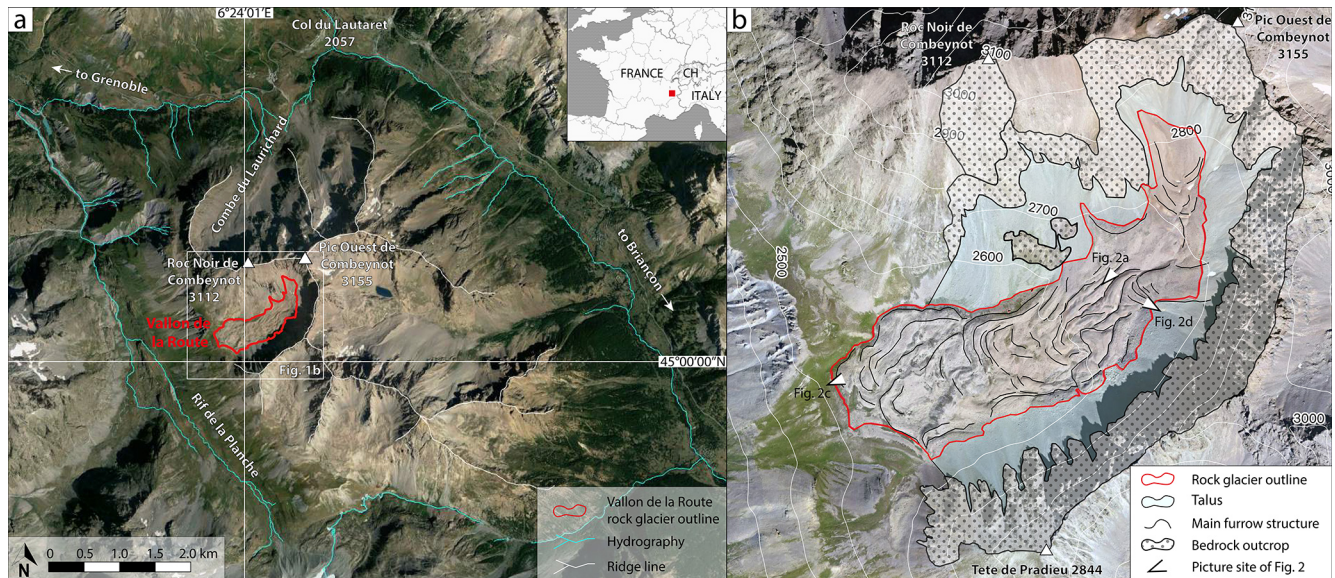 a
6°24'01"E
Col du Lautaret
2057
to Grenoble
FRANCE
CH
ITALY
Combe du Laurichard
to Briançon
Roc Noir de
Combeynot
3112
Pic Ouest de
Combeynot
3155
Vallon de
la Route
45°00'00"N
Fig. 1b
Rif de la Planche
N
0
0.5
1.0
1.5
2.0 km
Vallon de la Route
rock glacier outline
Hydrography
Ridge line
b
Roc Noir de
Combeynot
3112
3100
Pic Ouest de
Combeynot
3155
3000
2900
2800
2700
2600
2500
Fig. 2a
Fig. 2d
Fig. 2c
3000
Tete de Pradieu 2844
Rock glacier outline
Talus
Main furrow structure
Bedrock outcrop
Picture site of Fig. 2